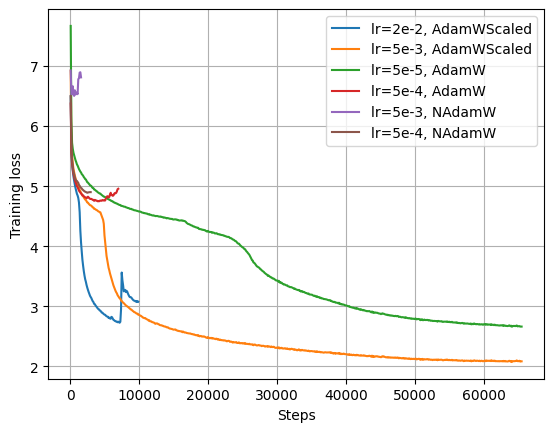 lr=2e-2, AdamWScaled
lr=5e-3, AdamWScaled
lr=5e-5, AdamW
lr=5e-4, AdamW
lr=5e-3, NAdamW
lr=5e-4, NAdamW
Training loss
7
6
5
4
3
2
0 10000 20000 30000 40000 50000 60000
Steps